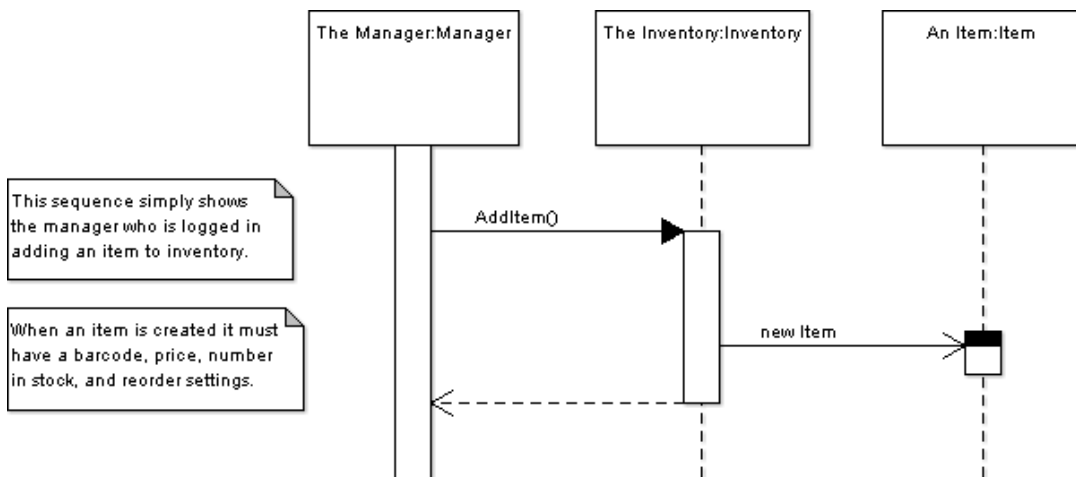 The Manager:Manager
The Inventory:Inventory
An Item:Item
This sequence simply shows
the manager who is logged in
adding an item to inventory.
AddItem()
When an item is created it must
have a barcode, price, number
in stock, and reorder settings.
new Item